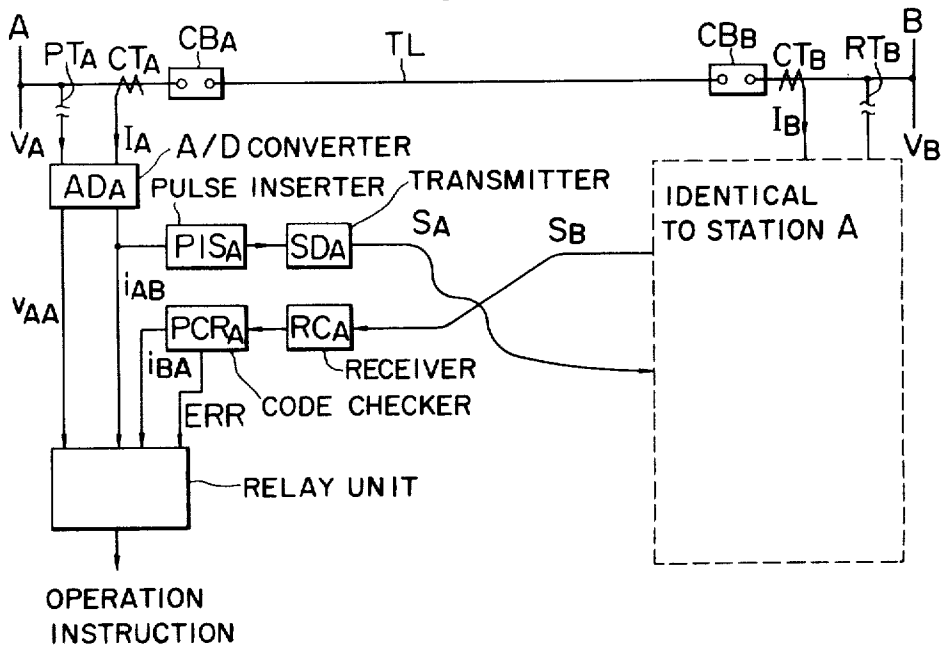 A
PTA
CTA
CBA
TL
CBB
CTB
RTB
B
VA
IA
IB
VB
A/D CONVERTER
ADA
PULSE INSERTER
TRANSMITTER
PISA
SDA
SA
SB
IDENTICAL
TO STATION A
vAA
iAB
PCRA
RCA
iBA
RECEIVER
ERR
CODE CHECKER
RELAY UNIT
OPERATION
INSTRUCTION